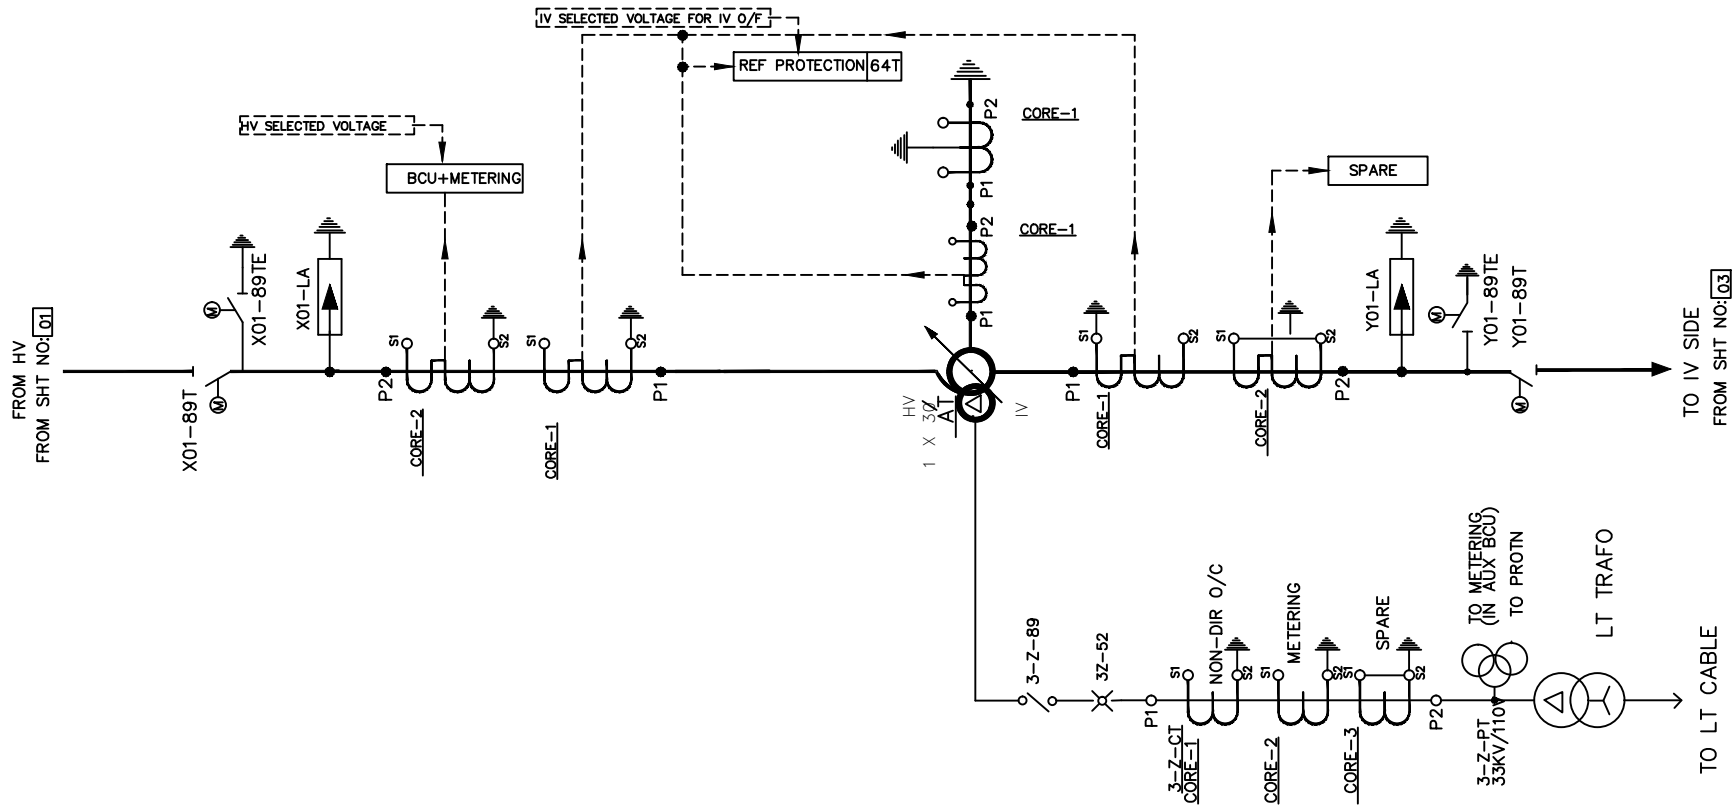 IV SELECTED VOLTAGE FOR IV O/F
REF PROTECTION 64T
HV SELECTED VOLTAGE
BCU+METERING
CORE-1
P2
P1
P2
CORE-1
P1
SPARE
FROM HV
FROM SHT NO: 01
X01-89T
X01-89TE
M
M
X01-LA
P2
S1
S2
CORE-2
S1
S2
CORE-1
P1
HV
1 X 30
A/T
IV
P1
S1
S2
CORE-1
S1
S2
CORE-2
P2
Y01-LA
M
Y01-89TE
Y01-89T
M
TO IV SIDE
FROM SHT NO: 03
3-Z-89
3Z-52
P1
3-Z-CT
CORE-1
S1
S2
NON-DIR O/C
CORE-2
S1
S2
METERING
CORE-3
S1
S2
SPARE
P2
3-Z-PT
33KV/110V
TO METERING
(IN AUX BCU)
TO PROTN
LT TRAFO
TO LT CABLE